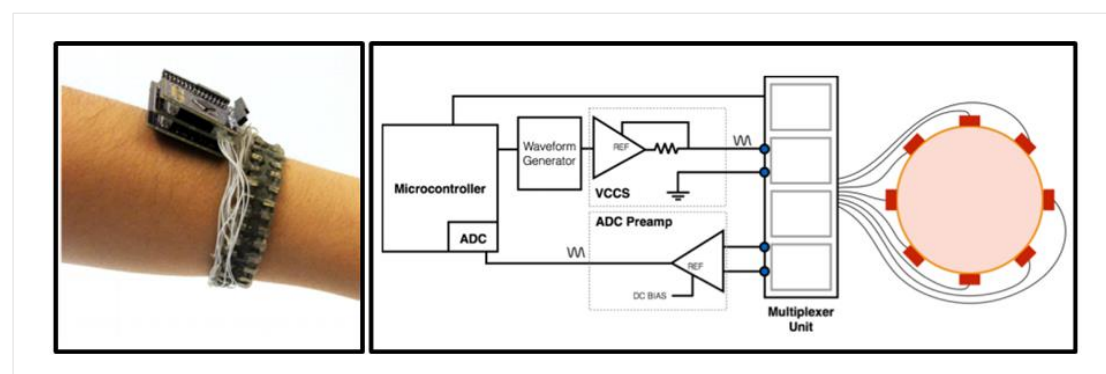 Microcontroller
ADC
Waveform
Generator
REF
VCCS
ADC Preamp
REF
DC BIAS
Multiplexer
Unit